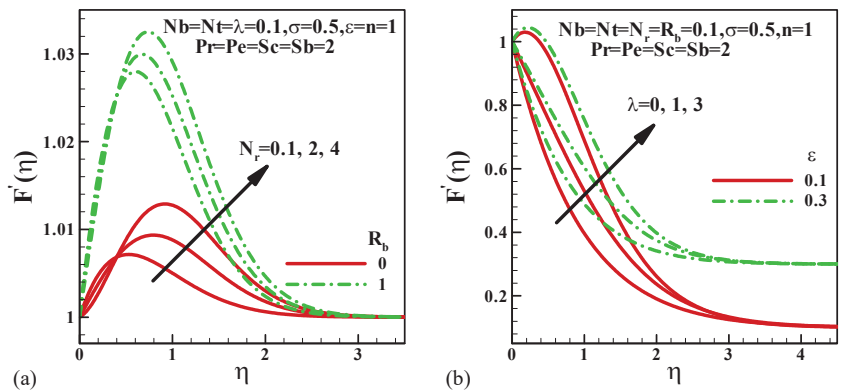 Nb=Nt=λ=0.1,σ=0.5,ε=n=1
Pr=Pe=Sc=Sb=2
1.03
1.02
1.01
1
F'(η)
N_r=0.1, 2, 4
R_b
0
1
0 1 2 3
η
(a)
Nb=Nt=N_r=R_b=0.1,σ=0.5,n=1
Pr=Pe=Sc=Sb=2
1
0.8
0.6
0.4
0.2
F'(η)
λ=0, 1, 3
ε
0.1
0.3
0 1 2 3 4
η
(b)